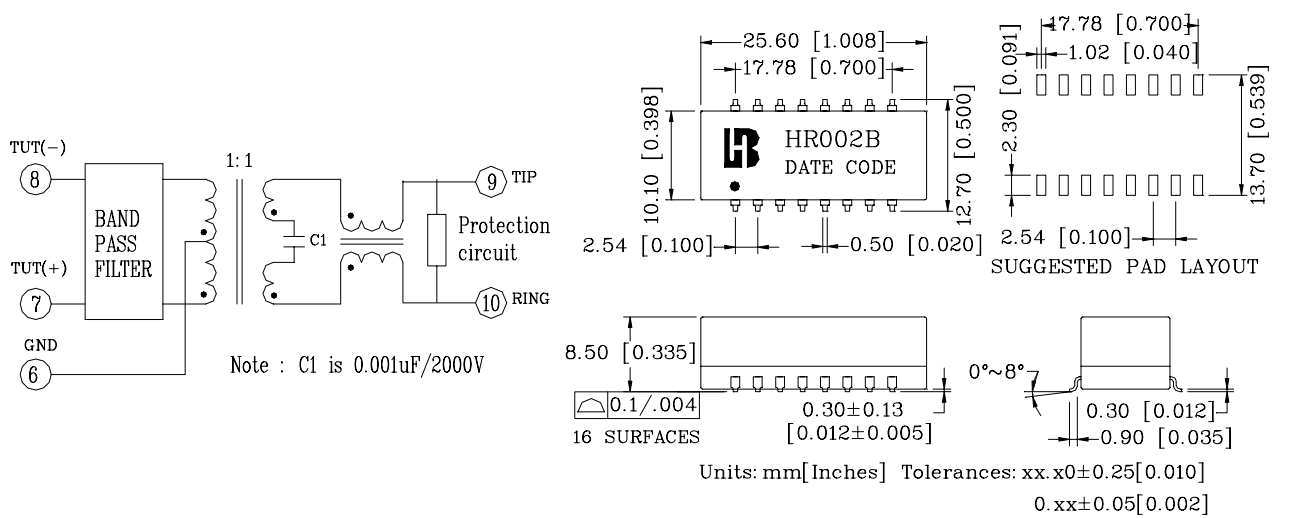 TUT(−)
8
TUT(+)
7
GND
6
BAND
PASS
FILTER
1:1
C1
9 TIP
Protection
circuit
10 RING
Note : C1 is 0.001uF/2000V
25.60 [1.008]
17.78 [0.700]
10.10 [0.398]
HB
HR002B
DATE CODE
12.70 [0.500]
2.54 [0.100]
0.50 [0.020]
17.78 [0.700]
1.02 [0.040]
2.30 [0.091]
13.70 [0.539]
2.54 [0.100]
SUGGESTED PAD LAYOUT
8.50 [0.335]
0.1/.004
16 SURFACES
0.30±0.13
[0.012±0.005]
0°~8°
0.30 [0.012]
0.90 [0.035]
Units: mm[Inches] Tolerances: xx.x0±0.25[0.010]
0.xx±0.05[0.002]